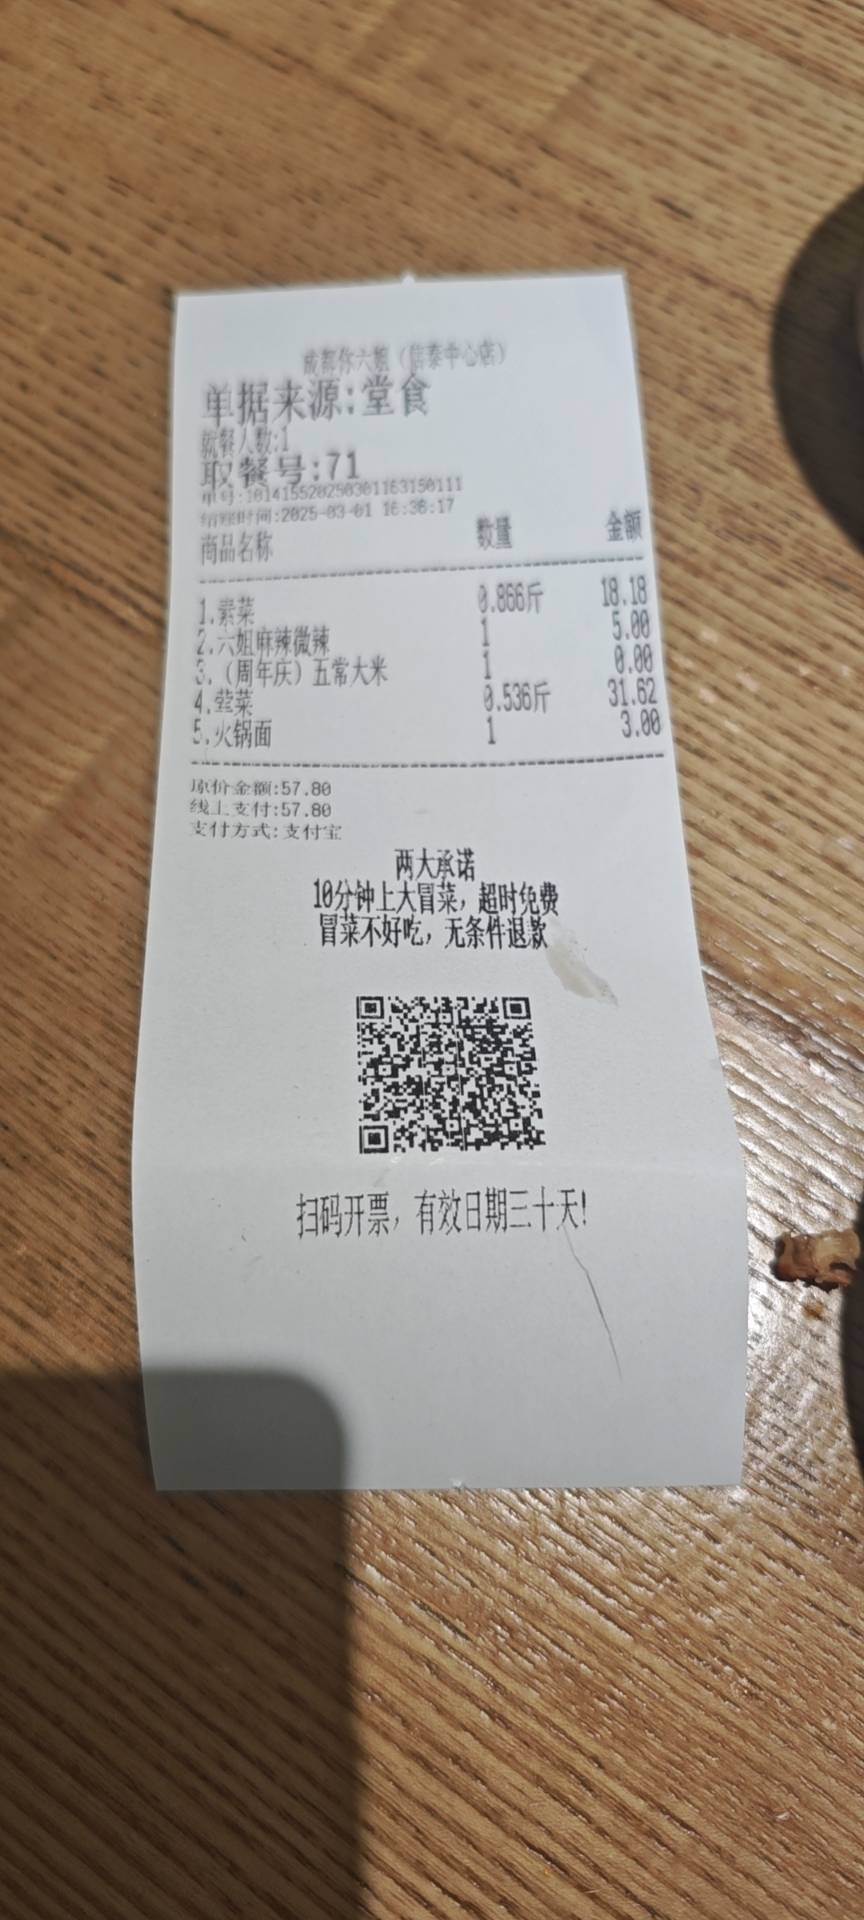 成都你六姐（信泰中心店）
单据来源:堂食
就餐人数:1
取餐号:71
单号:101415520250301163150111
结账时间:2025-03-01 16:36:17
商品名称 数量 金额
1.素菜 0.866斤 18.18
2.六姐麻辣微辣 1 5.00
3.（周年庆）五常大米 1 0.00
4.荤菜 0.536斤 31.62
5.火锅面 1 3.00
原价金额:57.80
线上支付:57.80
支付方式:支付宝
两大承诺
10分钟上大冒菜，超时免费
冒菜不好吃，无条件退款
扫码开票，有效日期三十天!